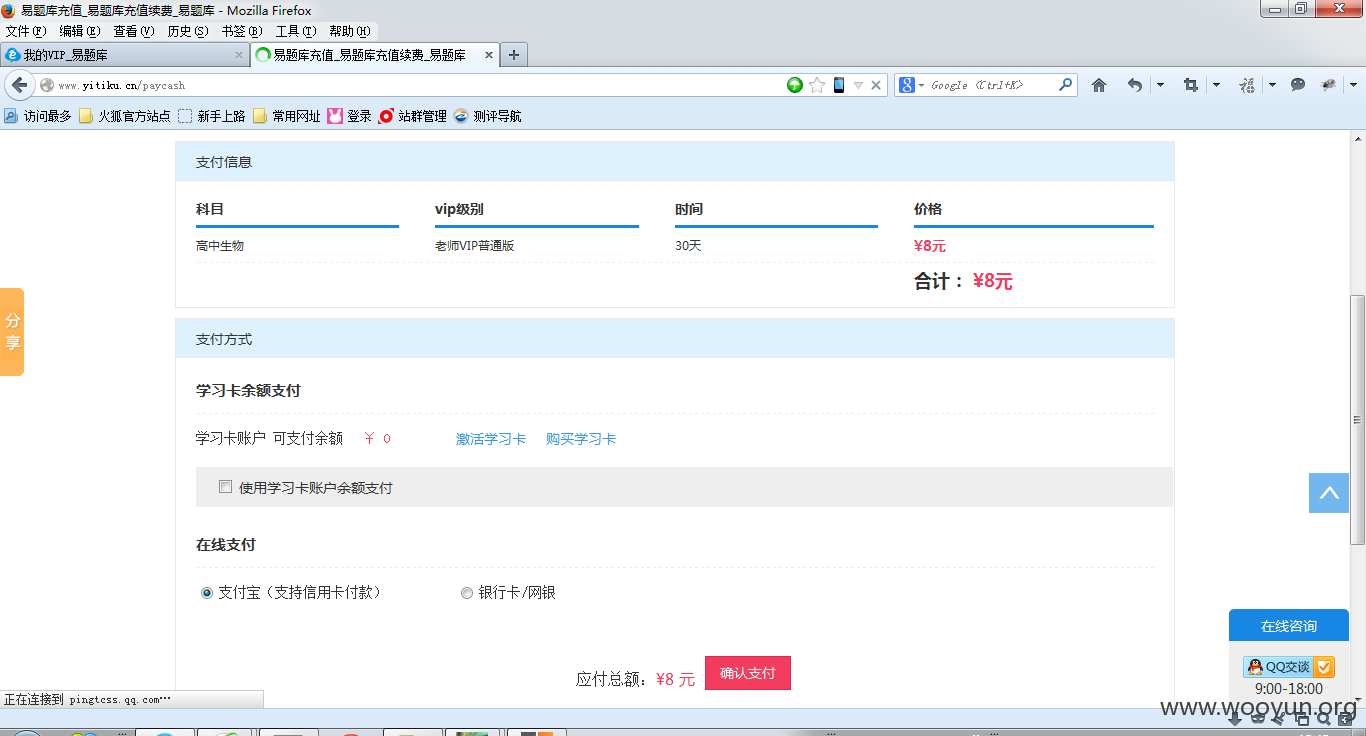 易题库充值_易题库充值续费_易题库 - Mozilla Firefox
文件(F) 编辑(E) 查看(V) 历史(S) 书签(B) 工具(T) 帮助(H)
我的VIP_易题库 × 易题库充值_易题库充值续费_易题库 × +
www.yitiku.cn/paycash
Google <Ctrl+K>
访问最多 火狐官方站点 新手上路 常用网址 登录 站群管理 测评导航
支付信息
科目 vip级别 时间 价格
高中生物 老师VIP普通版 30天 ¥8元
合计： ¥8元
分享
支付方式
学习卡余额支付
学习卡账户 可支付余额 ￥ 0 激活学习卡 购买学习卡
使用学习卡账户余额支付
在线支付
支付宝（支持信用卡付款） 银行卡/网银
应付总额: ¥8 元 确认支付
在线咨询
QQ交谈
9:00-18:00
正在连接到 pingtcss.qq.com…
www.wooyun.org